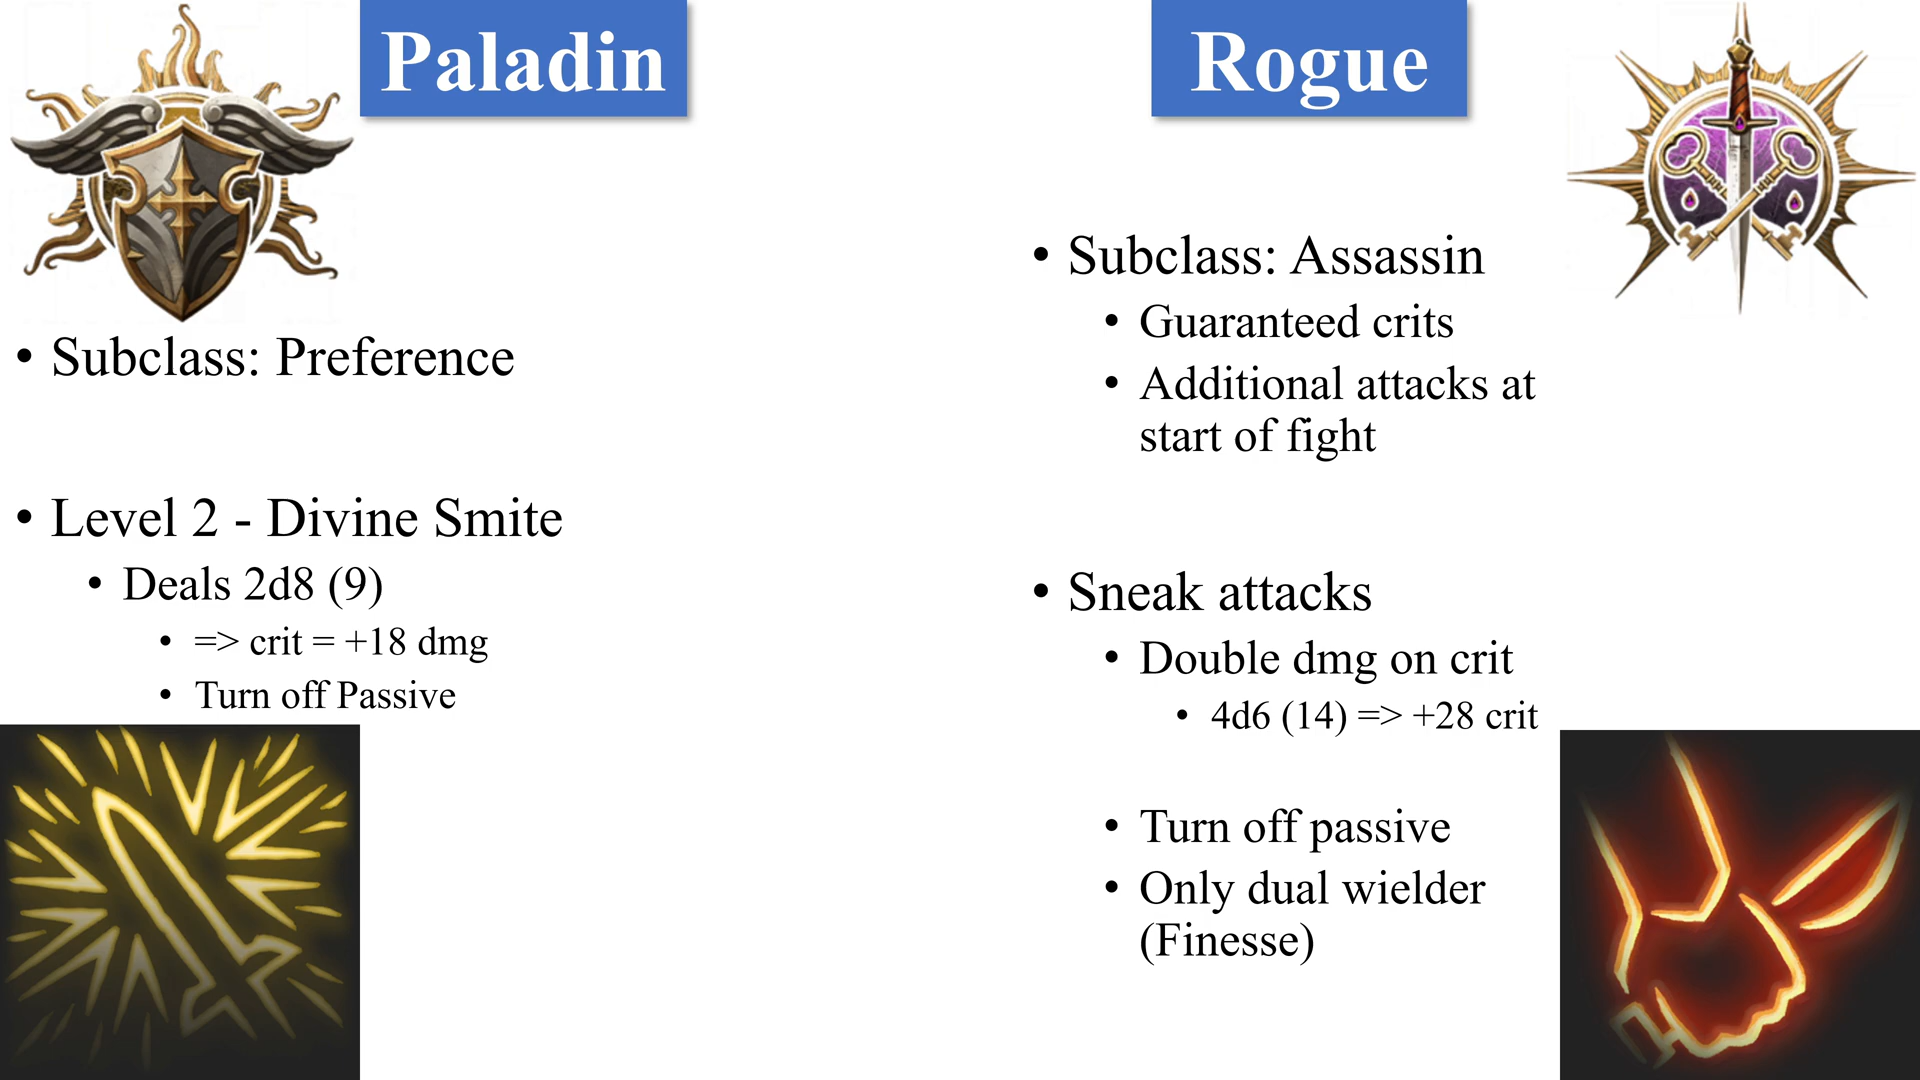 Paladin
• Subclass: Preference
• Level 2 - Divine Smite
• Deals 2d8 (9)
• => crit = +18 dmg
• Turn off Passive
Rogue
• Subclass: Assassin
• Guaranteed crits
• Additional attacks at
start of fight
• Sneak attacks
• Double dmg on crit
• 4d6 (14) => +28 crit
• Turn off passive
• Only dual wielder
(Finesse)